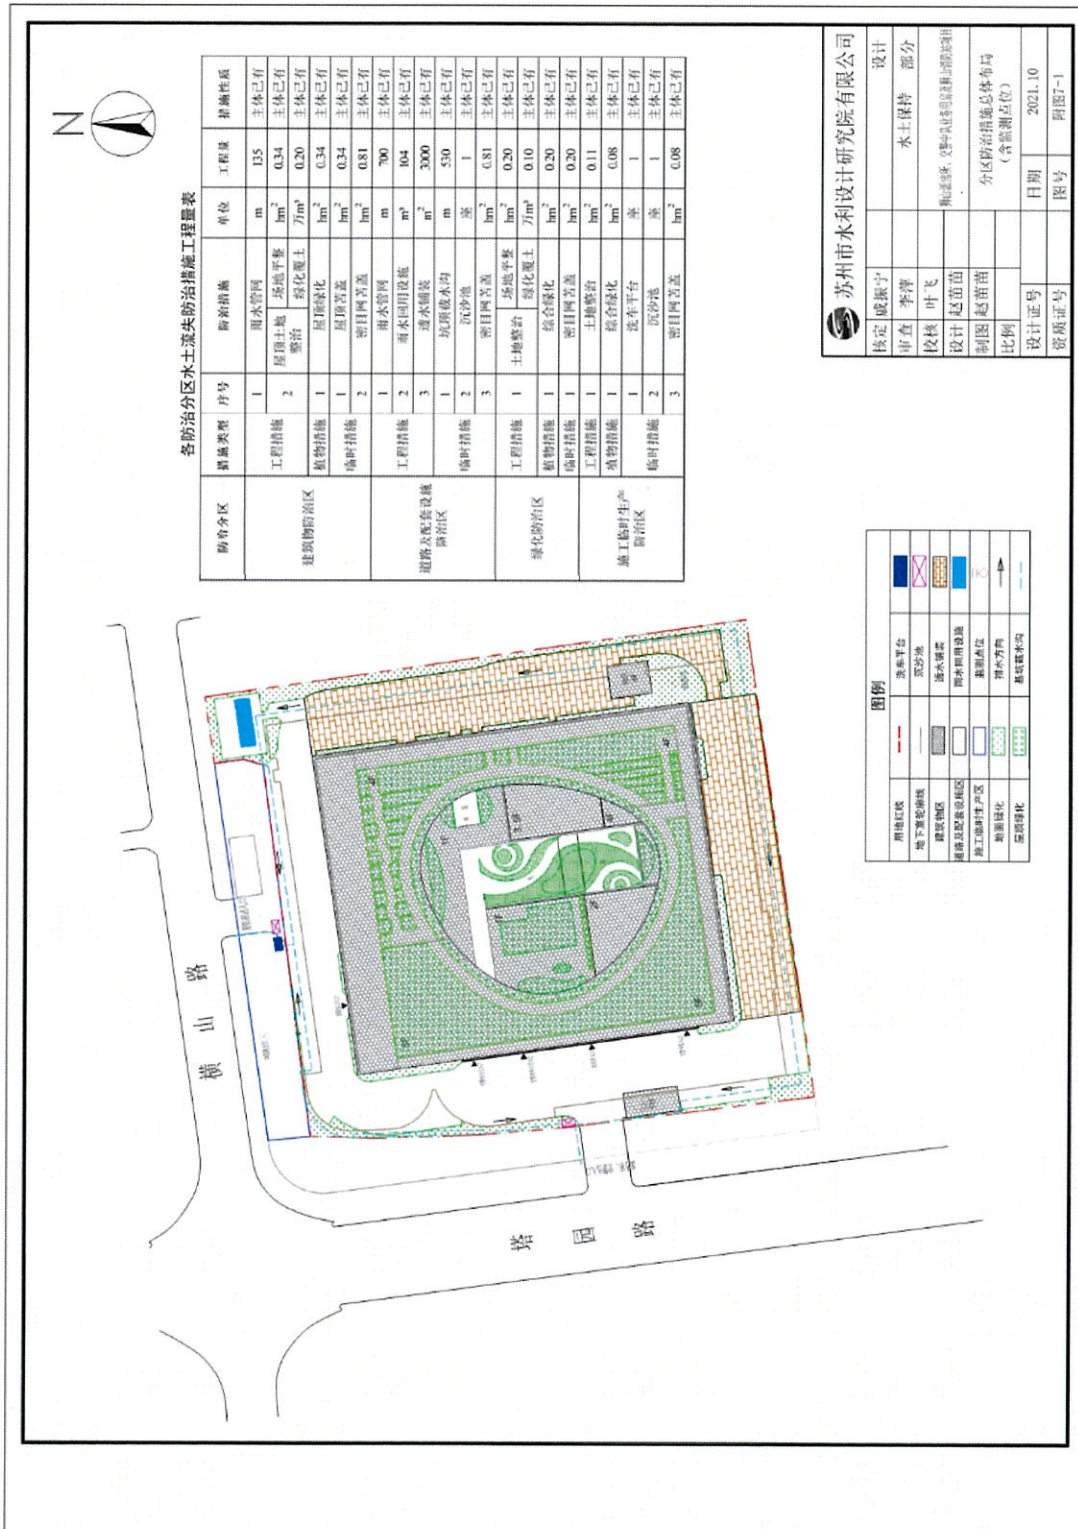 N
各防治分区水土流失防治措施工程量表
防治分区 措施类型 序号 防治措施 单位 工程量 措施性质
建筑物防治区 工程措施 1 雨水管网 m 135 主体已有
2 屋顶土地整治 场地平整 hm² 0.34 主体已有
绿化覆土 万m³ 0.20 主体已有
植物措施 1 屋顶绿化 hm² 0.34 主体已有
临时措施 1 屋顶苫盖 hm² 0.34 主体已有
2 密目网苫盖 hm² 0.81 主体已有
道路及配套设施防治区 工程措施 1 雨水管网 m 700 主体已有
2 雨水回用设施 m³ 104 主体已有
3 透水铺装 m² 3000 主体已有
临时措施 1 坑顶截水沟 m 530 主体已有
2 沉沙池 座 1 主体已有
3 密目网苫盖 hm² 0.81 主体已有
绿化防治区 工程措施 1 土地整治 场地平整 hm² 0.20 主体已有
绿化覆土 万m³ 0.10 主体已有
植物措施 1 综合绿化 hm² 0.20 主体已有
临时措施 1 密目网苫盖 hm² 0.20 主体已有
施工临时生产防治区 工程措施 1 土地整治 hm² 0.11 主体已有
植物措施 1 综合绿化 hm² 0.08 主体已有
临时措施 1 洗车平台 座 1 主体已有
2 沉沙池 座 1 主体已有
3 密目网苫盖 hm² 0.08 主体已有
横山路
塔园路
图例
用地红线 洗车平台
地下室轮廓线 沉沙池
建筑物区 透水铺装
道路及配套设施区 雨水回用设施
施工临时生产区 监测点位
地面绿化 排水方向
屋顶绿化 基坑截水沟
苏州市水利设计研究院有限公司
核定 戚振宁 设计
审查 李萍 水土保持 部分
校核 叶飞
设计 赵苗苗
制图 赵苗苗 分区防治措施总体布局
（含监测点位）
比例
设计证号 日期 2021.10
资质证号 图号 附图7-1